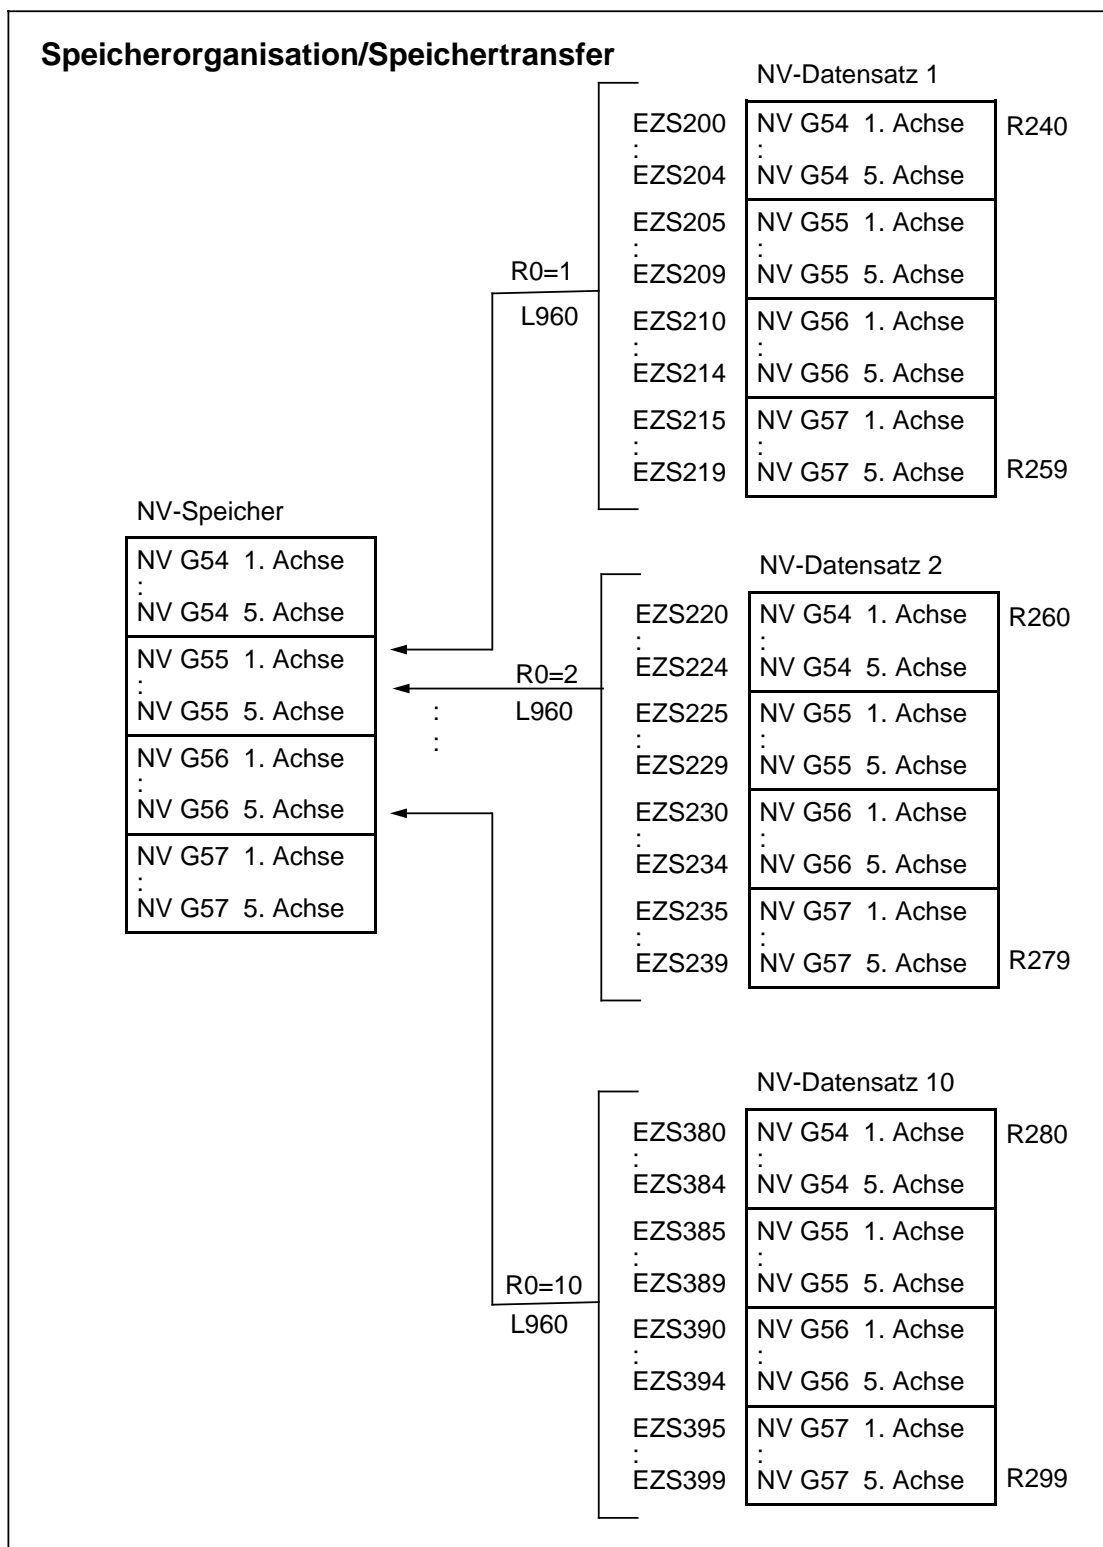 Speicherorganisation/Speichertransfer
NV-Datensatz 1
EZS200 NV G54 1. Achse R240
: :
EZS204 NV G54 5. Achse
EZS205 NV G55 1. Achse
: :
EZS209 NV G55 5. Achse
R0=1
L960
EZS210 NV G56 1. Achse
: :
EZS214 NV G56 5. Achse
EZS215 NV G57 1. Achse
: :
EZS219 NV G57 5. Achse R259
NV-Speicher
NV G54 1. Achse
:
NV G54 5. Achse
NV G55 1. Achse
:
NV G55 5. Achse
NV G56 1. Achse
:
NV G56 5. Achse
NV G57 1. Achse
:
NV G57 5. Achse
NV-Datensatz 2
EZS220 NV G54 1. Achse R260
: :
EZS224 NV G54 5. Achse
R0=2
L960
:
:
EZS225 NV G55 1. Achse
: :
EZS229 NV G55 5. Achse
EZS230 NV G56 1. Achse
: :
EZS234 NV G56 5. Achse
EZS235 NV G57 1. Achse
: :
EZS239 NV G57 5. Achse R279
NV-Datensatz 10
EZS380 NV G54 1. Achse R280
: :
EZS384 NV G54 5. Achse
EZS385 NV G55 1. Achse
: :
EZS389 NV G55 5. Achse
R0=10
L960
EZS390 NV G56 1. Achse
: :
EZS394 NV G56 5. Achse
EZS395 NV G57 1. Achse
: :
EZS399 NV G57 5. Achse R299